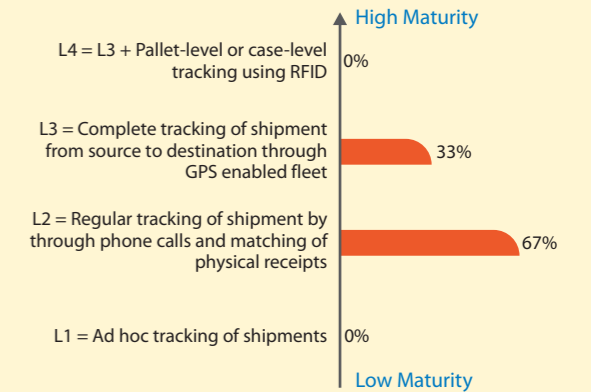 High Maturity
L4 = L3 + Pallet-level or case-level
tracking using RFID
0%
L3 = Complete tracking of shipment
from source to destination through
GPS enabled fleet
33%
L2 = Regular tracking of shipment by
through phone calls and matching of
physical receipts
67%
L1 = Ad hoc tracking of shipments
0%
Low Maturity